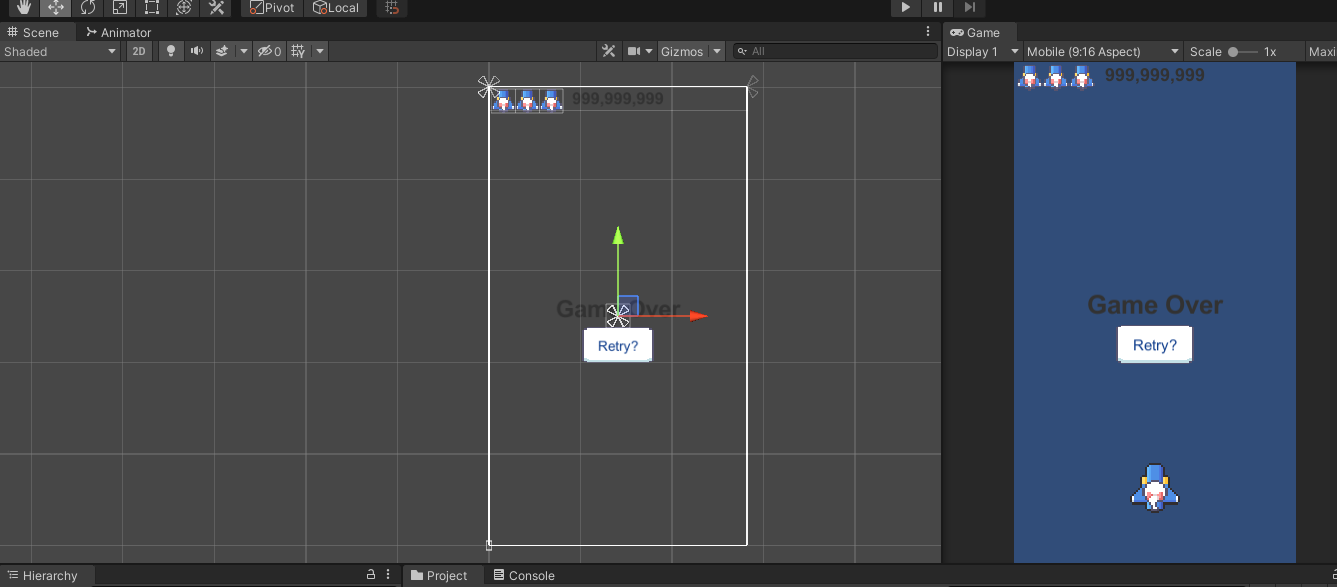 Pivot Local
Scene Animator Game
Shaded 2D 0 Gizmos All Display 1 Mobile (9:16 Aspect) Scale 1x Maxi
999,999,999
Game Over
Retry?
999,999,999
Game Over
Retry?
Hierarchy Project Console